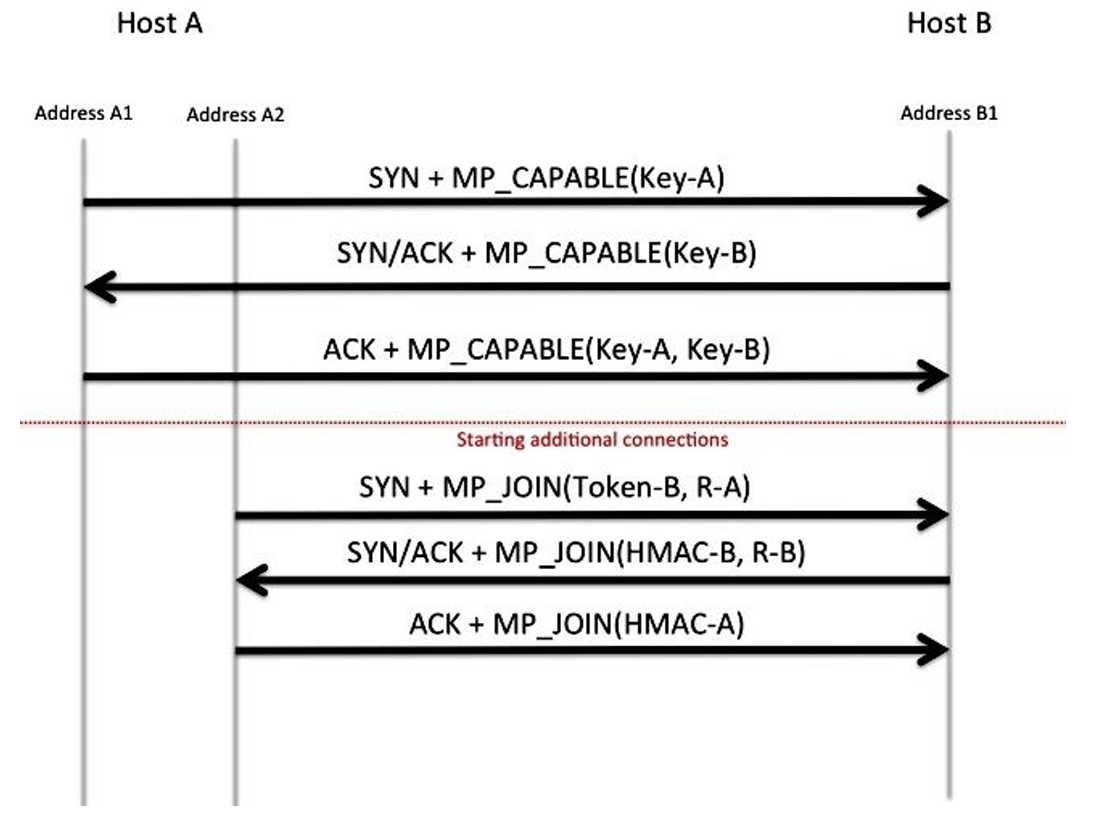 Host A
Host B
Address A1
Address A2
Address B1
SYN + MP_CAPABLE(Key-A)
SYN/ACK + MP_CAPABLE(Key-B)
ACK + MP_CAPABLE(Key-A, Key-B)
Starting additional connections
SYN + MP_JOIN(Token-B, R-A)
SYN/ACK + MP_JOIN(HMAC-B, R-B)
ACK + MP_JOIN(HMAC-A)